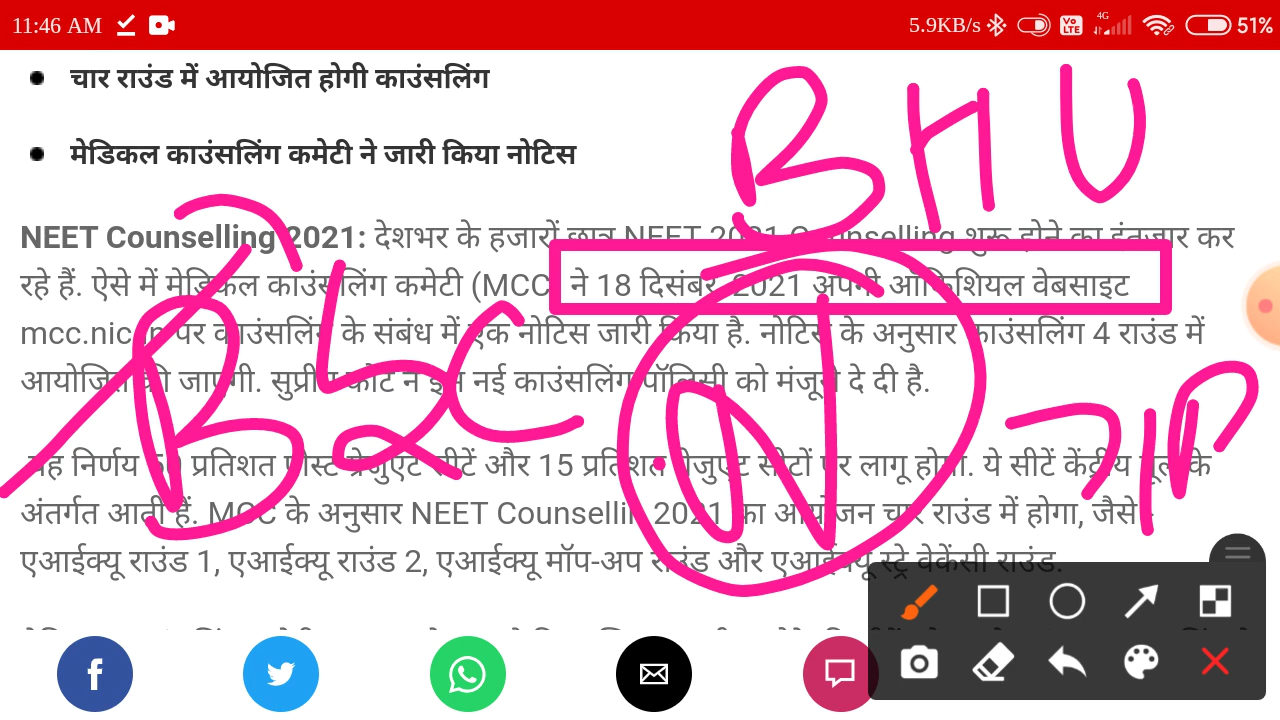 11:46 AM 5.9KB/s Vo LTE 4G 51%
चार राउंड में आयोजित होगी काउंसलिंग
मेडिकल काउंसलिंग कमेटी ने जारी किया नोटिस
BHU
NEET Counselling 2021: देशभर के हजारों छात्र NEET 2021 Counselling शुरू होने का इंतजार कर
रहे हैं. ऐसे में मेडिकल काउंसलिंग कमेटी (MCC) ने 18 दिसंबर, 2021 अपनी ऑफिशियल वेबसाइट
mcc.nic.in पर काउंसलिंग के संबंध में एक नोटिस जारी किया है. नोटिस के अनुसार काउंसलिंग 4 राउंड में
आयोजित की जाएगी. सुप्रीम कोर्ट ने इस नई काउंसलिंग पॉलिसी को मंजूरी दे दी है.
BSC N
यह निर्णय 50 प्रतिशत पोस्ट ग्रेजुएट सीटें और 15 प्रतिशत ग्रेजुएट सीटों पर लागू होगा. ये सीटें केंद्रीय पूल के
अंतर्गत आती हैं. MCC के अनुसार NEET Counselling 2021 का आयोजन चार राउंड में होगा, जैसे-
एआईक्यू राउंड 1, एआईक्यू राउंड 2, एआईक्यू मॉप-अप राउंड और एआईक्यू स्ट्रे वेकेंसी राउंड.